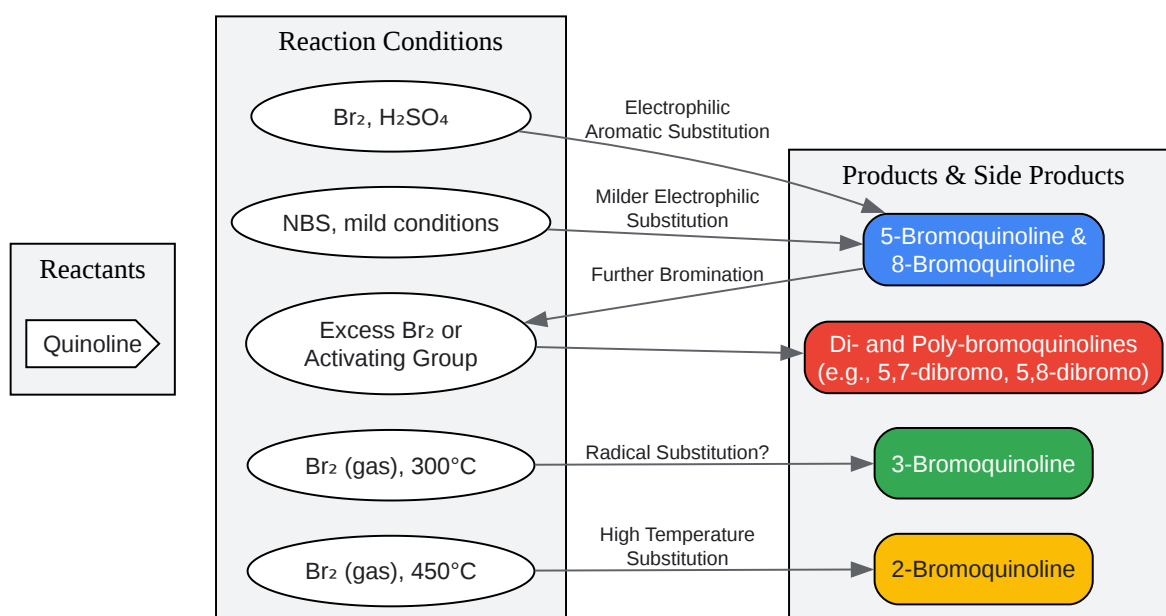 Reaction Conditions
Br₂, H₂SO₄
Electrophilic
Aromatic Substitution
Products & Side Products
NBS, mild conditions
Milder Electrophilic
Substitution
5-Bromoquinoline &
8-Bromoquinoline
Reactants
Quinoline
Further Bromination
Excess Br₂ or
Activating Group
Di- and Poly-bromoquinolines
(e.g., 5,7-dibromo, 5,8-dibromo)
Br₂ (gas), 300°C
Radical Substitution?
3-Bromoquinoline
Br₂ (gas), 450°C
High Temperature
Substitution
2-Bromoquinoline